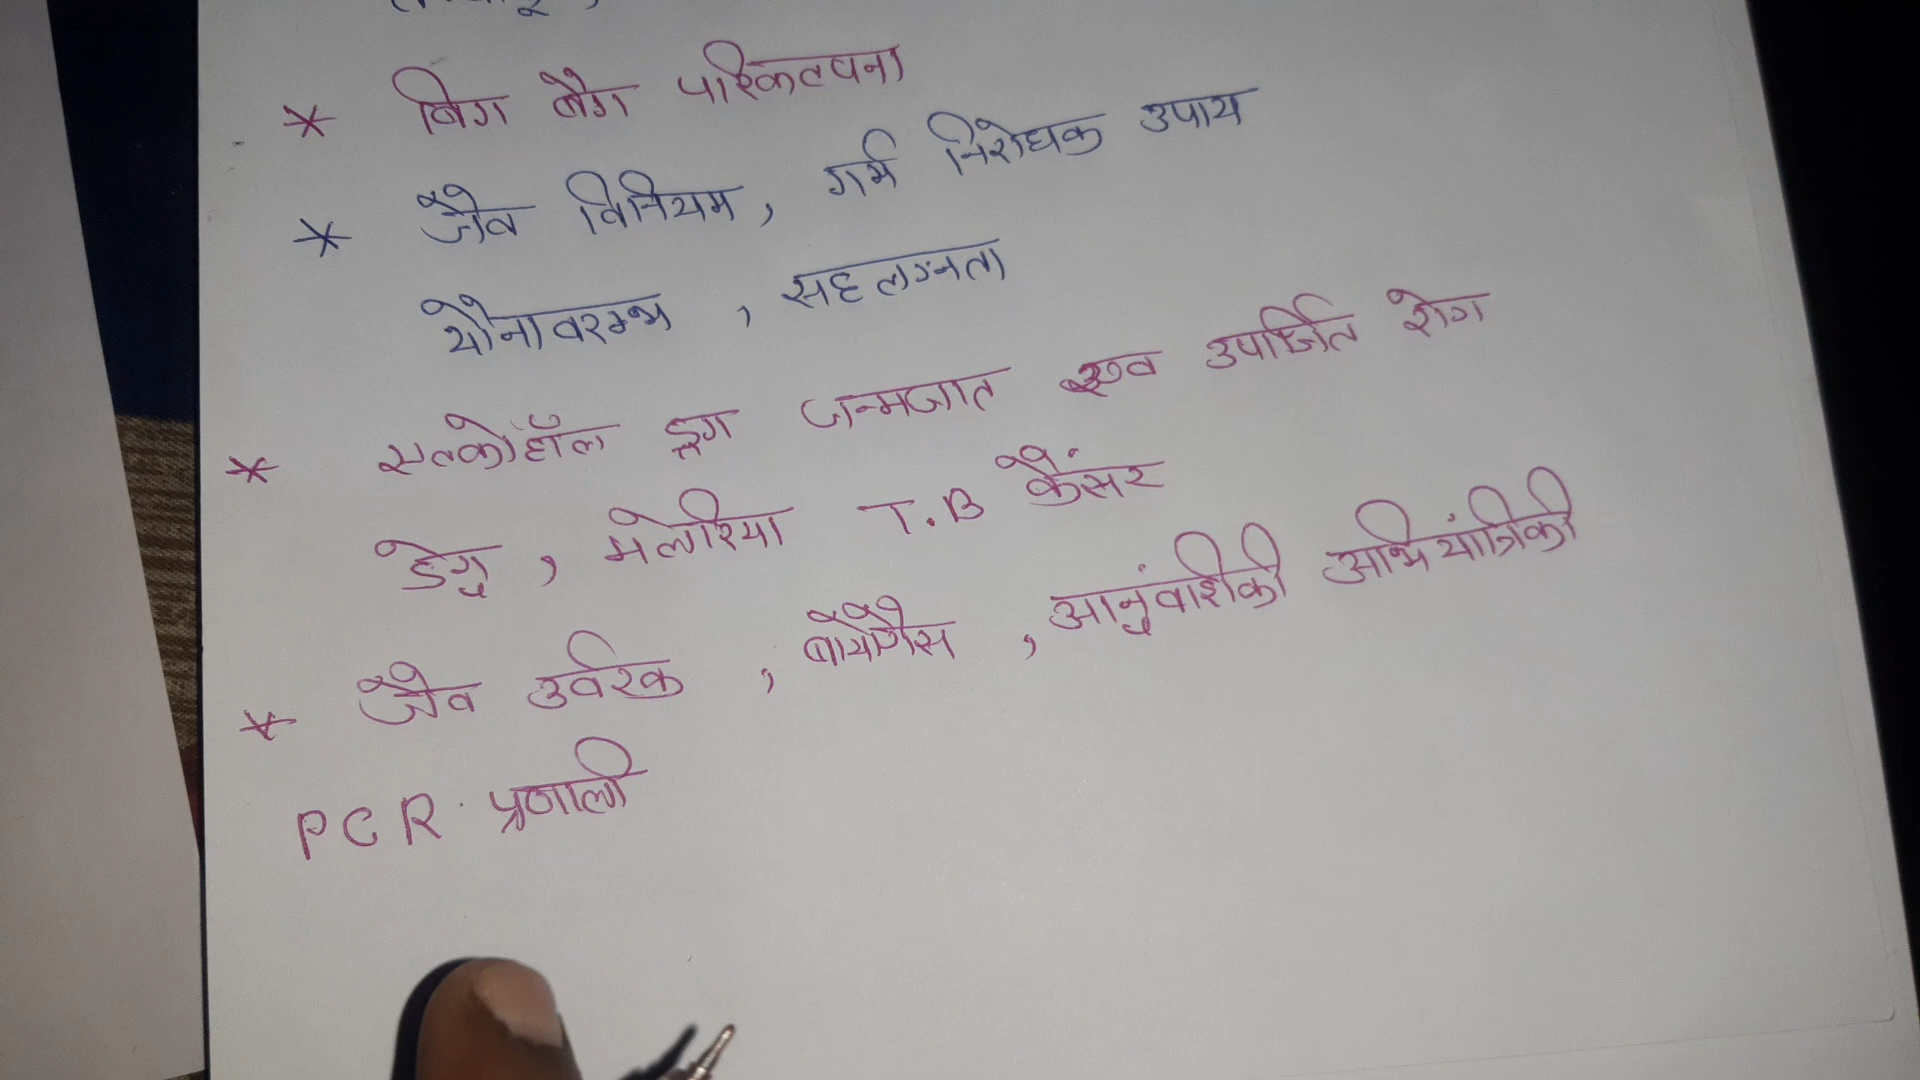 * बिग बैग परिकल्पना
* जैव विनियम, गर्भ निरोधक उपाय
यौनावरम्भ, सहलग्नता
* एल्कोहॉल ड्रग जन्मजात एव उपार्जित रोग
डेगु, मलेरिया T.B कैंसर
* जैव उर्वरक, बायोगैस, आनुंवाशिकी अभियांत्रिकी
PCR प्रणाली